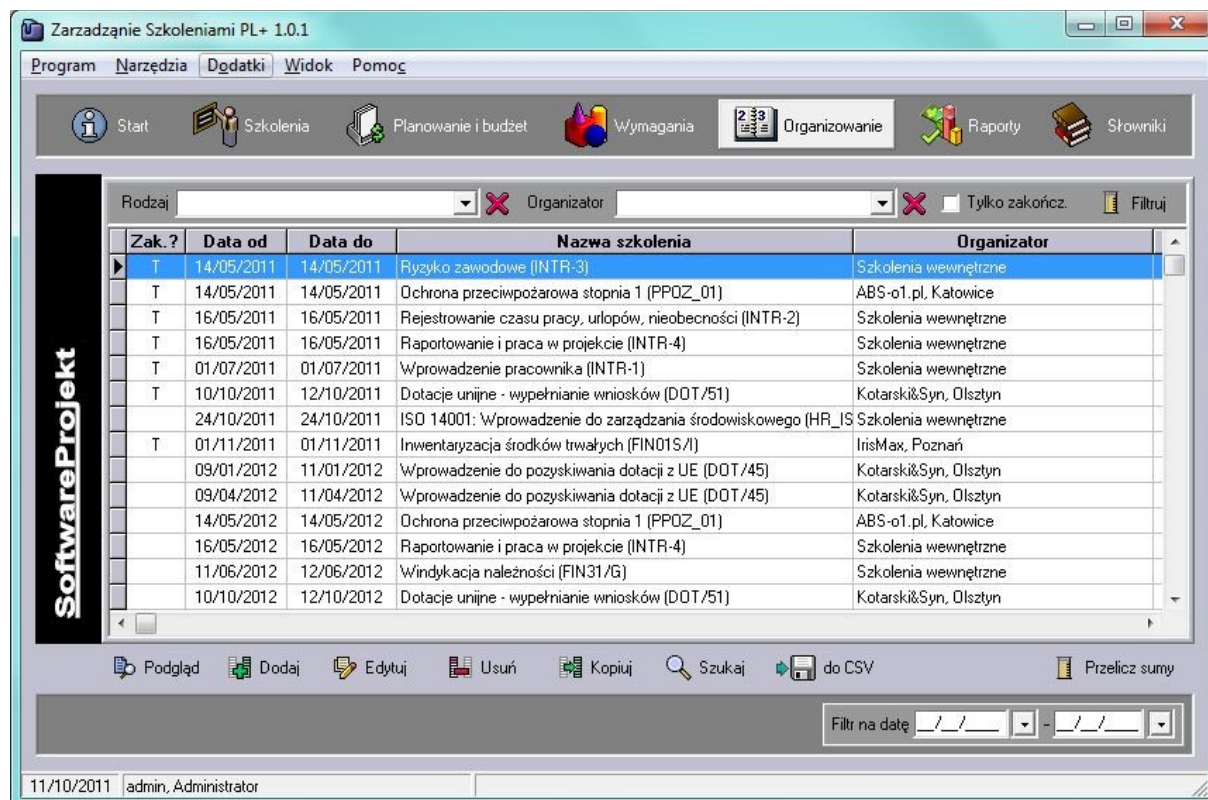 Zarzadząnie Szkoleniami PL+ 1.0.1
Program Narzędzia Dodatki Widok Pomoc
Start Szkolenia Planowanie i budżet Wymagania Organizowanie Raporty Słowniki
Rodzaj Organizator Tylko zakończ. Filtruj
Zak.? Data od Data do Nazwa szkolenia Organizator
T 14/05/2011 14/05/2011 Ryzyko zawodowe (INTR-3) Szkolenia wewnętrzne
T 14/05/2011 14/05/2011 Ochrona przeciwpożarowa stopnia 1 (PPOZ_01) ABS-o1.pl, Katowice
T 16/05/2011 16/05/2011 Rejestrowanie czasu pracy, urlopów, nieobecności (INTR-2) Szkolenia wewnętrzne
T 16/05/2011 16/05/2011 Raportowanie i praca w projekcie (INTR-4) Szkolenia wewnętrzne
T 01/07/2011 01/07/2011 Wprowadzenie pracownika (INTR-1) Szkolenia wewnętrzne
T 10/10/2011 12/10/2011 Dotacje unijne - wypełnianie wniosków (DOT/51) Kotarski&Syn, Olsztyn
24/10/2011 24/10/2011 ISO 14001: Wprowadzenie do zarządzania środowiskowego (HR_IS Szkolenia wewnętrzne
T 01/11/2011 01/11/2011 Inwentaryzacja środków trwałych (FIN01S/I) IrisMax, Poznań
09/01/2012 11/01/2012 Wprowadzenie do pozyskiwania dotacji z UE (DOT/45) Kotarski&Syn, Olsztyn
09/04/2012 11/04/2012 Wprowadzenie do pozyskiwania dotacji z UE (DOT/45) Kotarski&Syn, Olsztyn
14/05/2012 14/05/2012 Ochrona przeciwpożarowa stopnia 1 (PPOZ_01) ABS-o1.pl, Katowice
16/05/2012 16/05/2012 Raportowanie i praca w projekcie (INTR-4) Szkolenia wewnętrzne
11/06/2012 12/06/2012 Windykacja należności (FIN31/G) Szkolenia wewnętrzne
10/10/2012 12/10/2012 Dotacje unijne - wypełnianie wniosków (DOT/51) Kotarski&Syn, Olsztyn
SoftwareProjekt
Podgląd Dodaj Edytuj Usuń Kopiuj Szukaj do CSV Przelicz sumy
Filtr na datę __/__/____ - __/__/____
11/10/2011 admin, Administrator